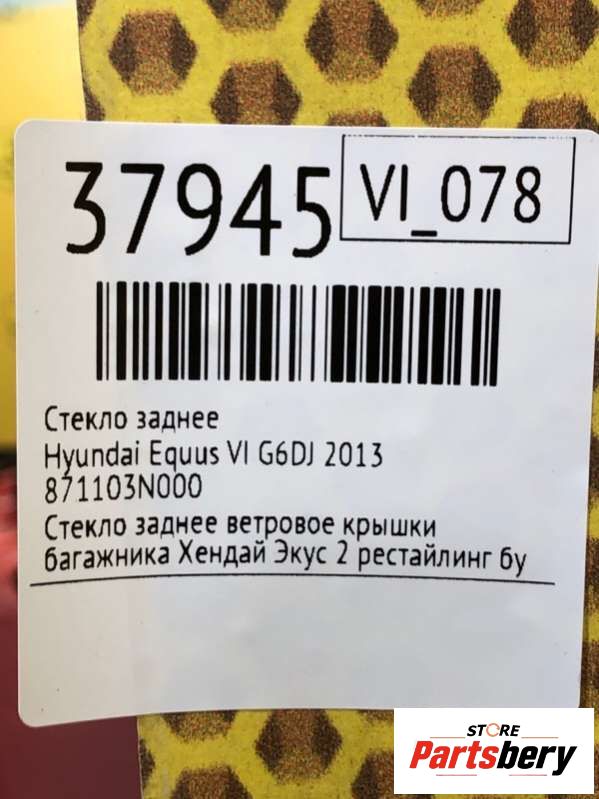 37945
VI_078
Стекло заднее
Hyundai Equus VI G6DJ 2013
871103N000
Стекло заднее ветровое крышки
багажника Хендай Экус 2 рестайлинг бу
STORE
Partsbery